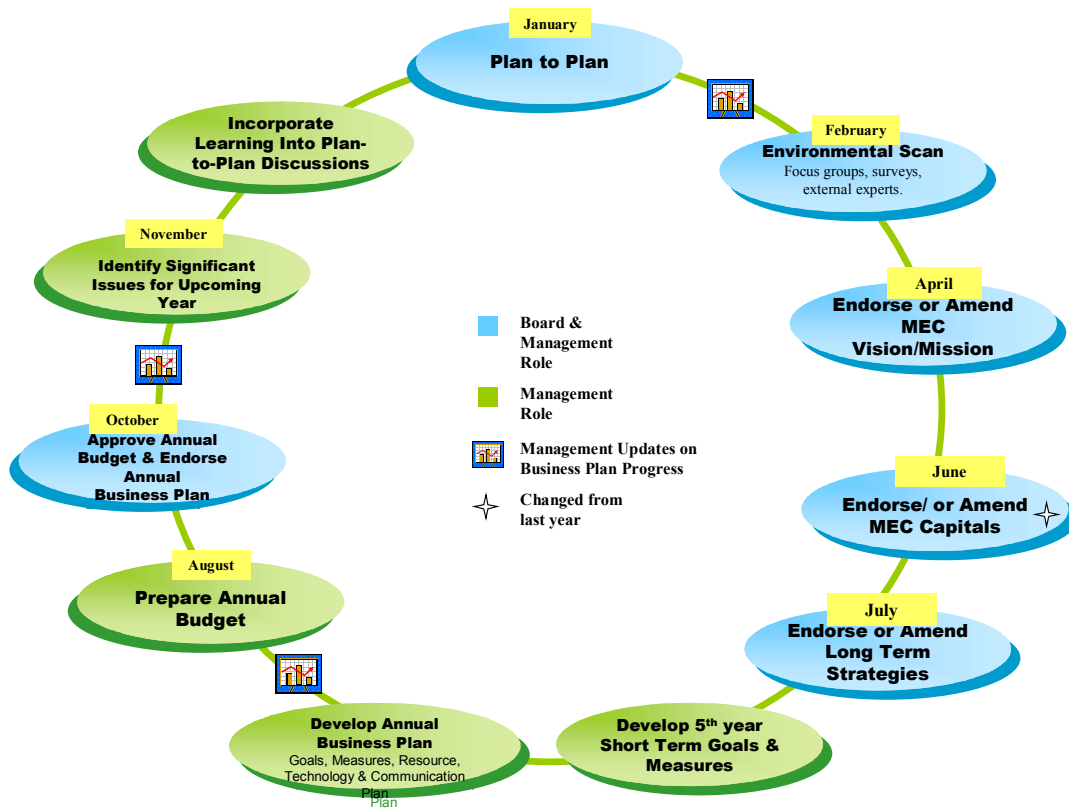 January
Plan to Plan
February
Environmental Scan
Focus groups, surveys,
external experts.
April
Endorse or Amend
MEC
Vision/Mission
June
Endorse/ or Amend
MEC Capitals
July
Endorse or Amend
Long Term
Strategies
Develop 5th year
Short Term Goals &
Measures
Develop Annual
Business Plan
Goals, Measures, Resource,
Technology & Communication
Plan
Plan
August
Prepare Annual
Budget
October
Approve Annual
Budget & Endorse
Annual
Business Plan
November
Identify Significant
Issues for Upcoming
Year
Incorporate
Learning Into Plan-
to-Plan Discussions
Board &
Management
Role
Management
Role
Management Updates on
Business Plan Progress
Changed from
last year